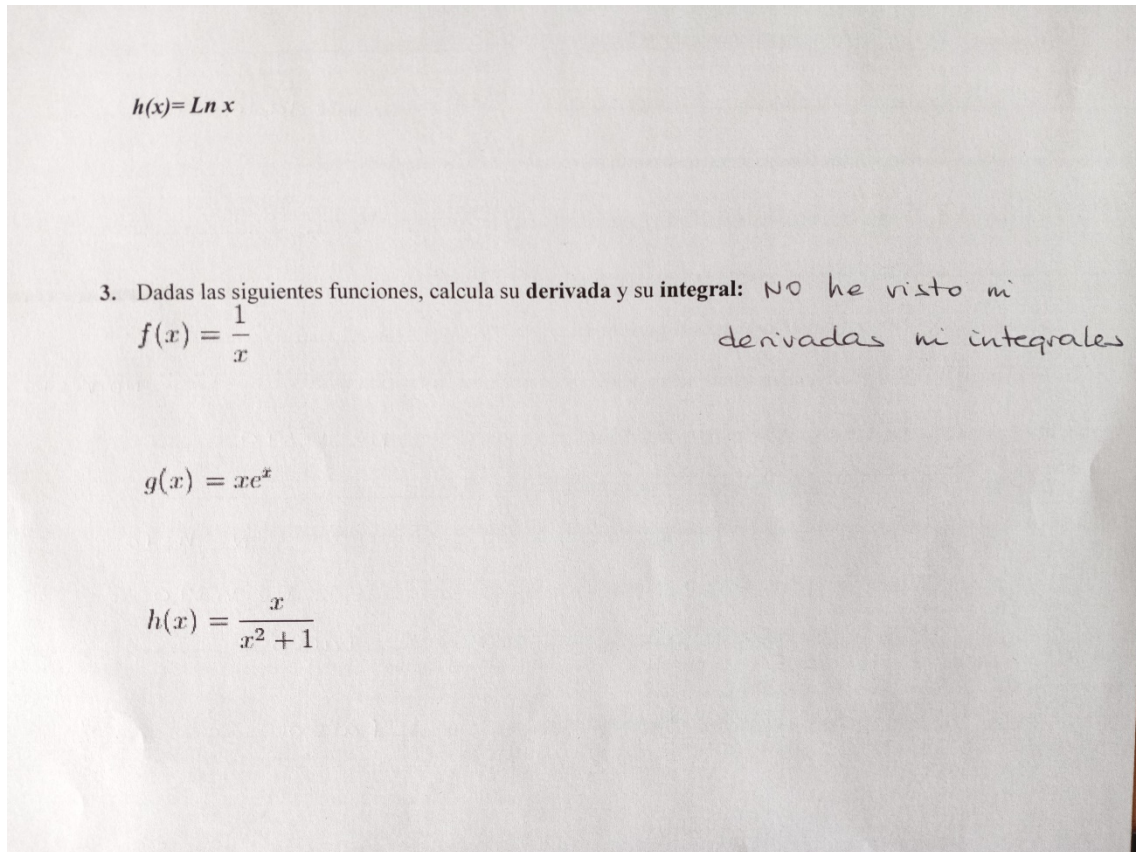 h(x)= Ln x
3. Dadas las siguientes funciones, calcula su derivada y su integral: NO he visto ni
f(x) = 1/x
derivadas ni integrales
g(x) = xe^x
h(x) = x/(x^2 + 1)